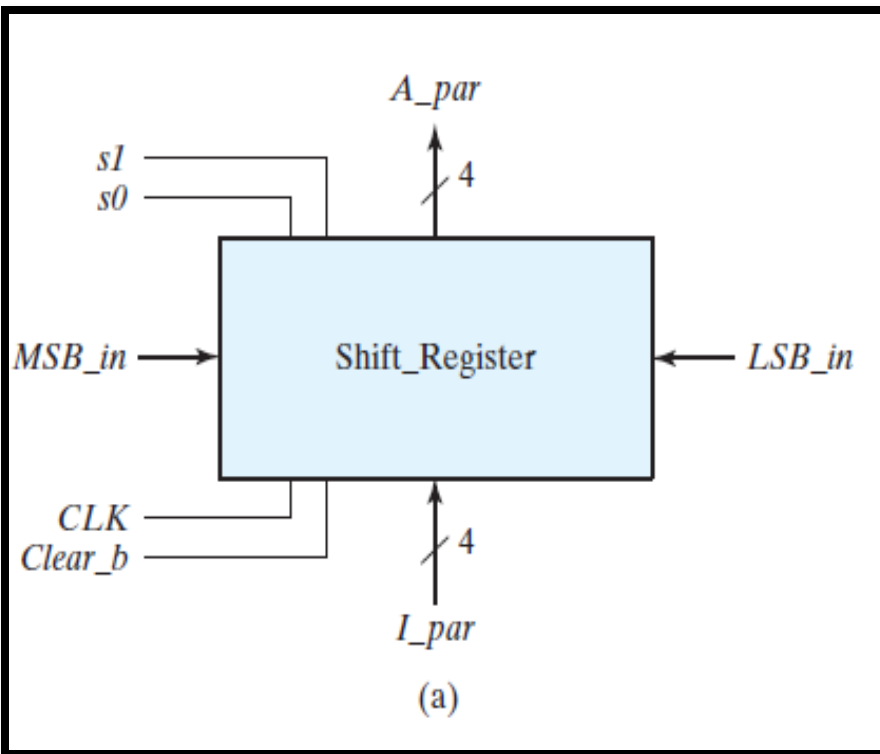 A_par
4
s1
s0
MSB_in
Shift_Register
LSB_in
CLK
Clear_b
4
I_par
(a)